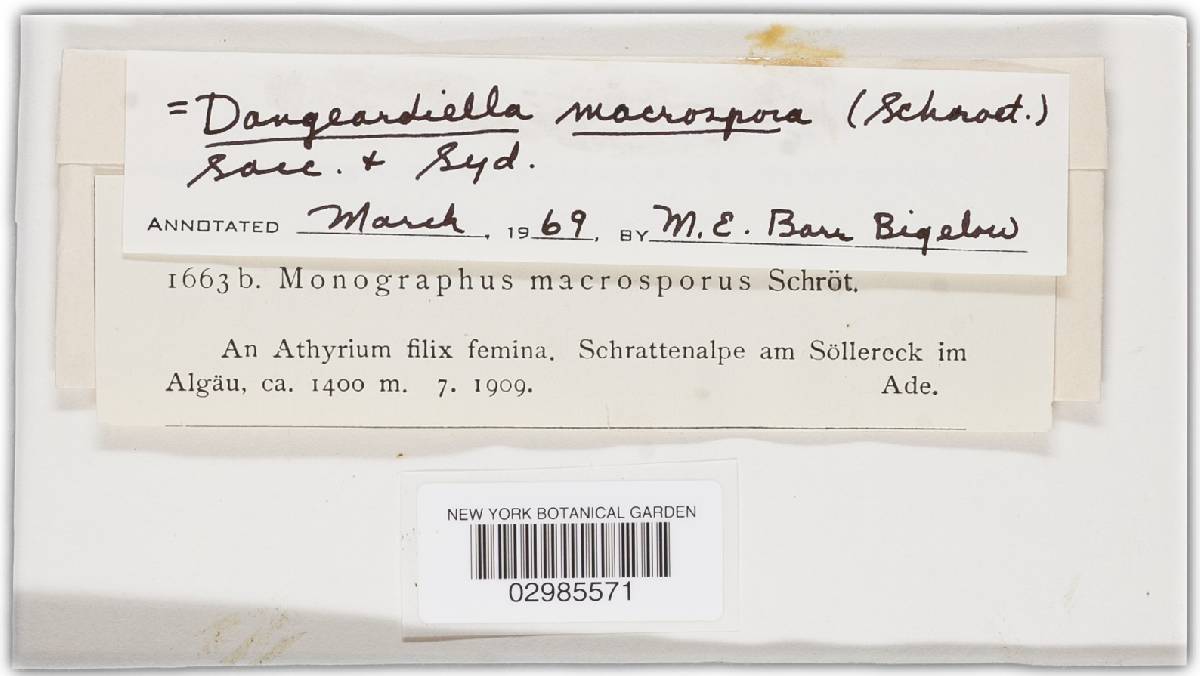 = Dangeardiella macrospora (Schroet.)
Sacc. & Syd.
ANNOTATED March, 1969, BY M. E. Barr Bigelow
1663 b. Monographus macrosporus Schröt.
An Athyrium filix femina. Schrattenalpe am Söllereck im
Algäu, ca. 1400 m. 7. 1909. Ade.
NEW YORK BOTANICAL GARDEN
02985571